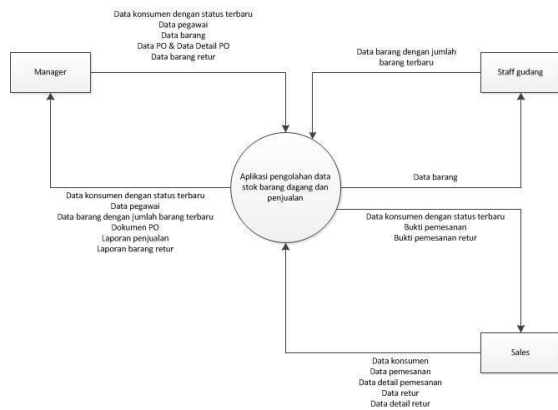 Data konsumen dengan status terbaru
Data pegawai
Data barang
Data PO & Data Detail PO
Data barang retur
Manager
Data barang dengan jumlah
barang terbaru
Staff gudang
Aplikasi pengolahan data
stok barang dagang dan
penjualan
Data barang
Data konsumen dengan status terbaru
Data pegawai
Data barang dengan jumlah barang terbaru
Dokumen PO
Laporan penjualan
Laporan barang retur
Data konsumen dengan status terbaru
Bukti pemesanan
Bukti pemesanan retur
Sales
Data konsumen
Data pemesanan
Data detail pemesanan
Data retur
Data detail retur